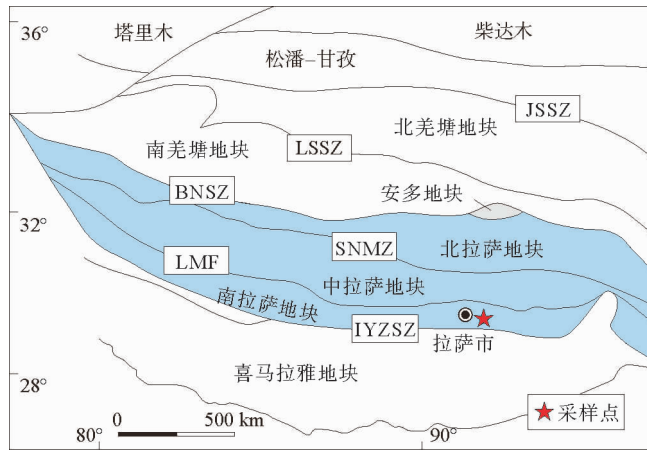 36°
塔里木
柴达木
松潘–甘孜
JSSZ
北羌塘地块
南羌塘地块
LSSZ
BNSZ
安多地块
32°
SNMZ
北拉萨地块
LMF
中拉萨地块
南拉萨地块
IYZSZ
拉萨市
喜马拉雅地块
28°
0 500 km
采样点
80°
90°